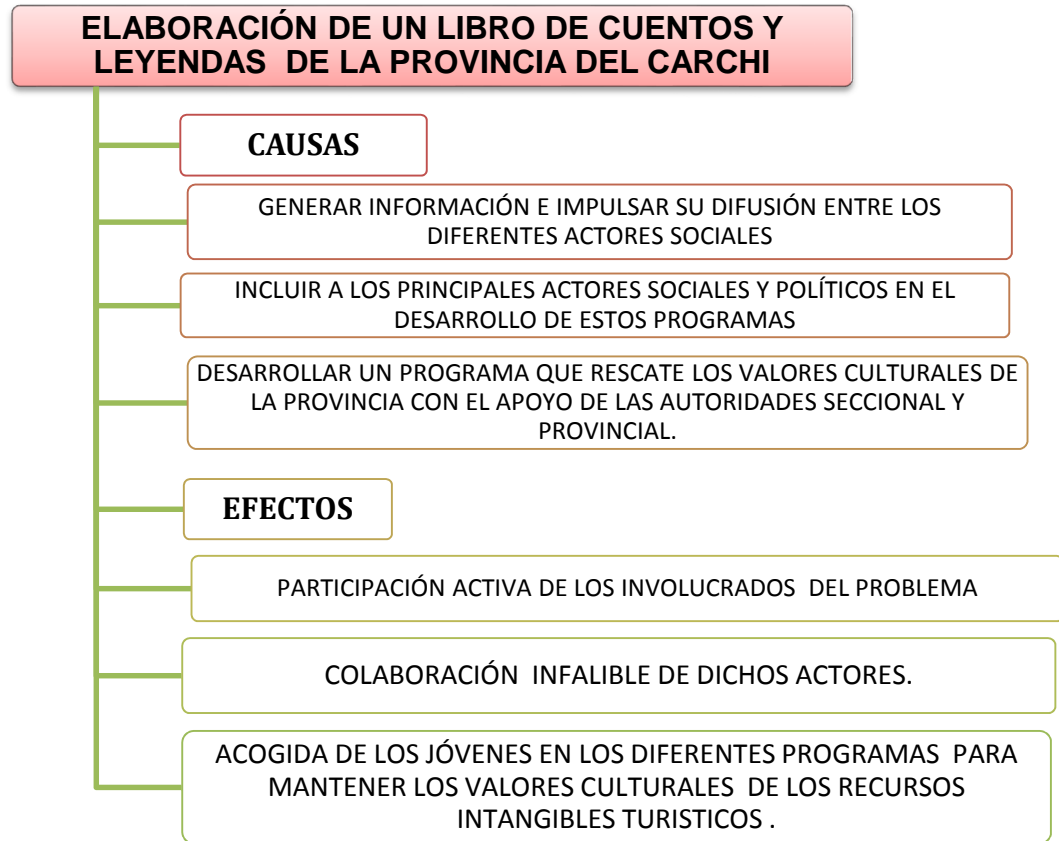 ELABORACIÓN DE UN LIBRO DE CUENTOS Y
LEYENDAS DE LA PROVINCIA DEL CARCHI
CAUSAS
GENERAR INFORMACIÓN E IMPULSAR SU DIFUSIÓN ENTRE LOS
DIFERENTES ACTORES SOCIALES
INCLUIR A LOS PRINCIPALES ACTORES SOCIALES Y POLÍTICOS EN EL
DESARROLLO DE ESTOS PROGRAMAS
DESARROLLAR UN PROGRAMA QUE RESCATE LOS VALORES CULTURALES DE
LA PROVINCIA CON EL APOYO DE LAS AUTORIDADES SECCIONAL Y
PROVINCIAL.
EFECTOS
PARTICIPACIÓN ACTIVA DE LOS INVOLUCRADOS DEL PROBLEMA
COLABORACIÓN INFALIBLE DE DICHOS ACTORES.
ACOGIDA DE LOS JÓVENES EN LOS DIFERENTES PROGRAMAS PARA
MANTENER LOS VALORES CULTURALES DE LOS RECURSOS
INTANGIBLES TURISTICOS .